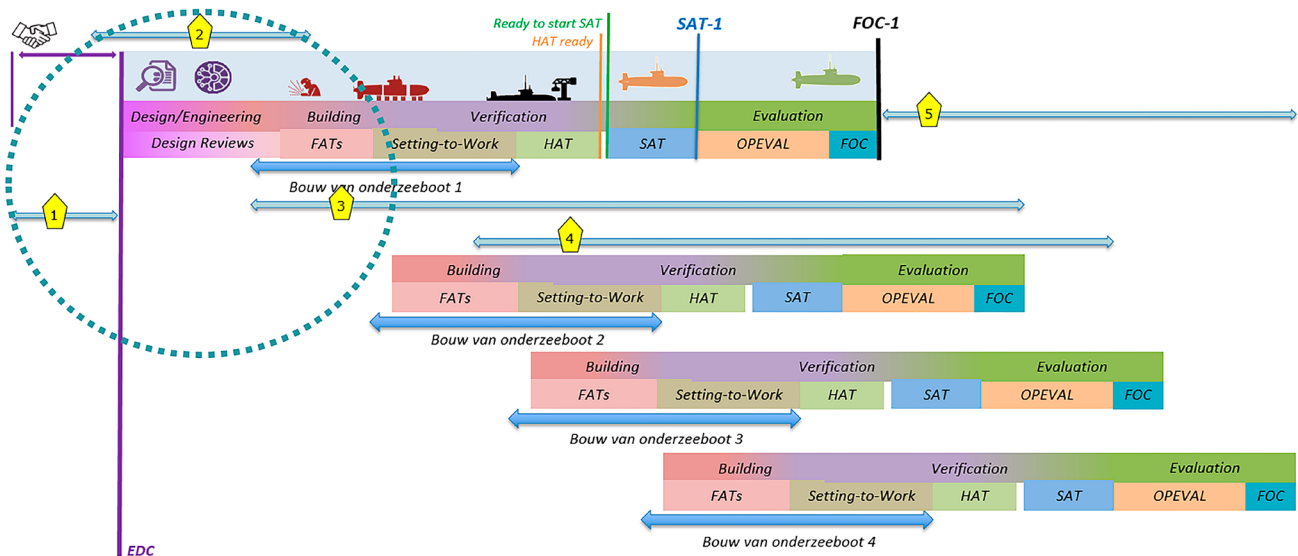 2
Ready to start SAT
HAT ready
SAT-1
FOC-1
Design/Engineering Building Verification Evaluation
5
Design Reviews FATs Setting-to-Work HAT SAT OPEVAL FOC
Bouw van onderzeeboot 1
1
3
4
Building Verification Evaluation
FATs Setting-to-Work HAT SAT OPEVAL FOC
Bouw van onderzeeboot 2
Building Verification Evaluation
FATs Setting-to-Work HAT SAT OPEVAL FOC
Bouw van onderzeeboot 3
Building Verification Evaluation
FATs Setting-to-Work HAT SAT OPEVAL FOC
Bouw van onderzeeboot 4
EDC